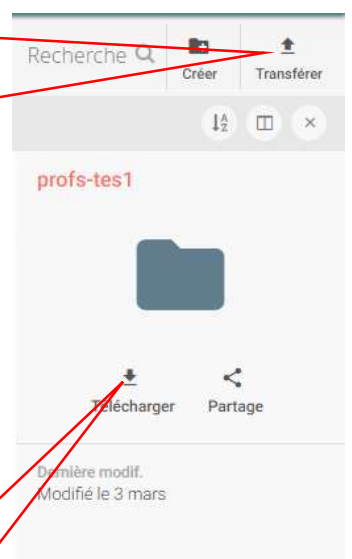 Recherche
Créer Transférer
profs-tes1
Télécharger Partage
Dernière modif.
Modifié le 3 mars